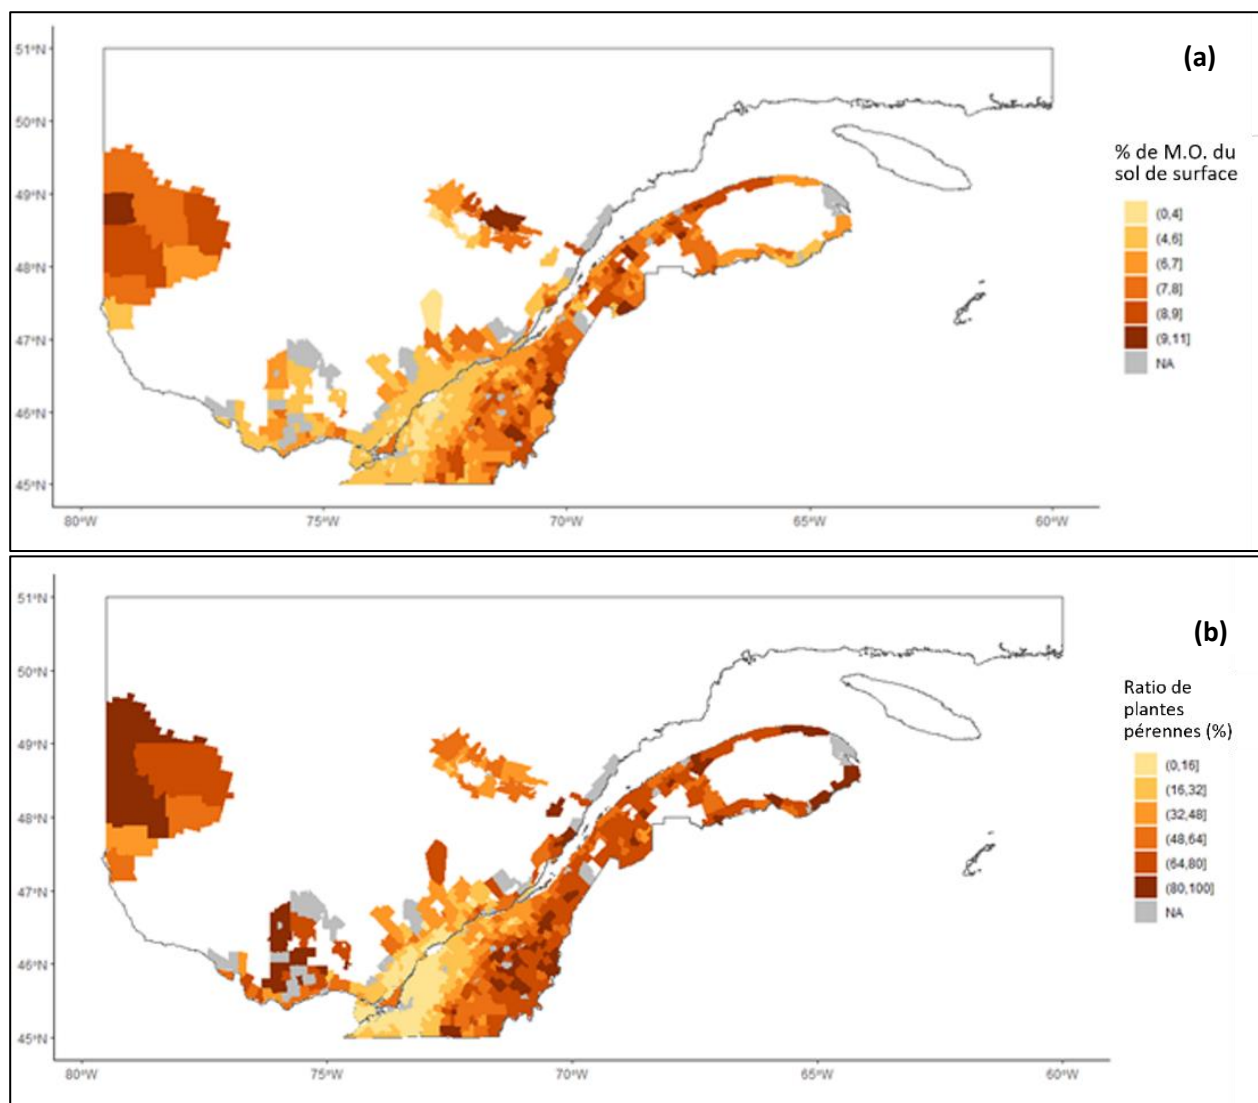 (a)
51°N
50°N
49°N
48°N
47°N
46°N
45°N
80°W
75°W
70°W
65°W
60°W
% de M.O. du
sol de surface
(0,4]
(4,6]
(6,7]
(7,8]
(8,9]
(9,11]
NA
(b)
51°N
50°N
49°N
48°N
47°N
46°N
45°N
80°W
75°W
70°W
65°W
60°W
Ratio de
plantes
pérennes (%)
(0,16]
(16,32]
(32,48]
(48,64]
(64,80]
(80,100]
NA